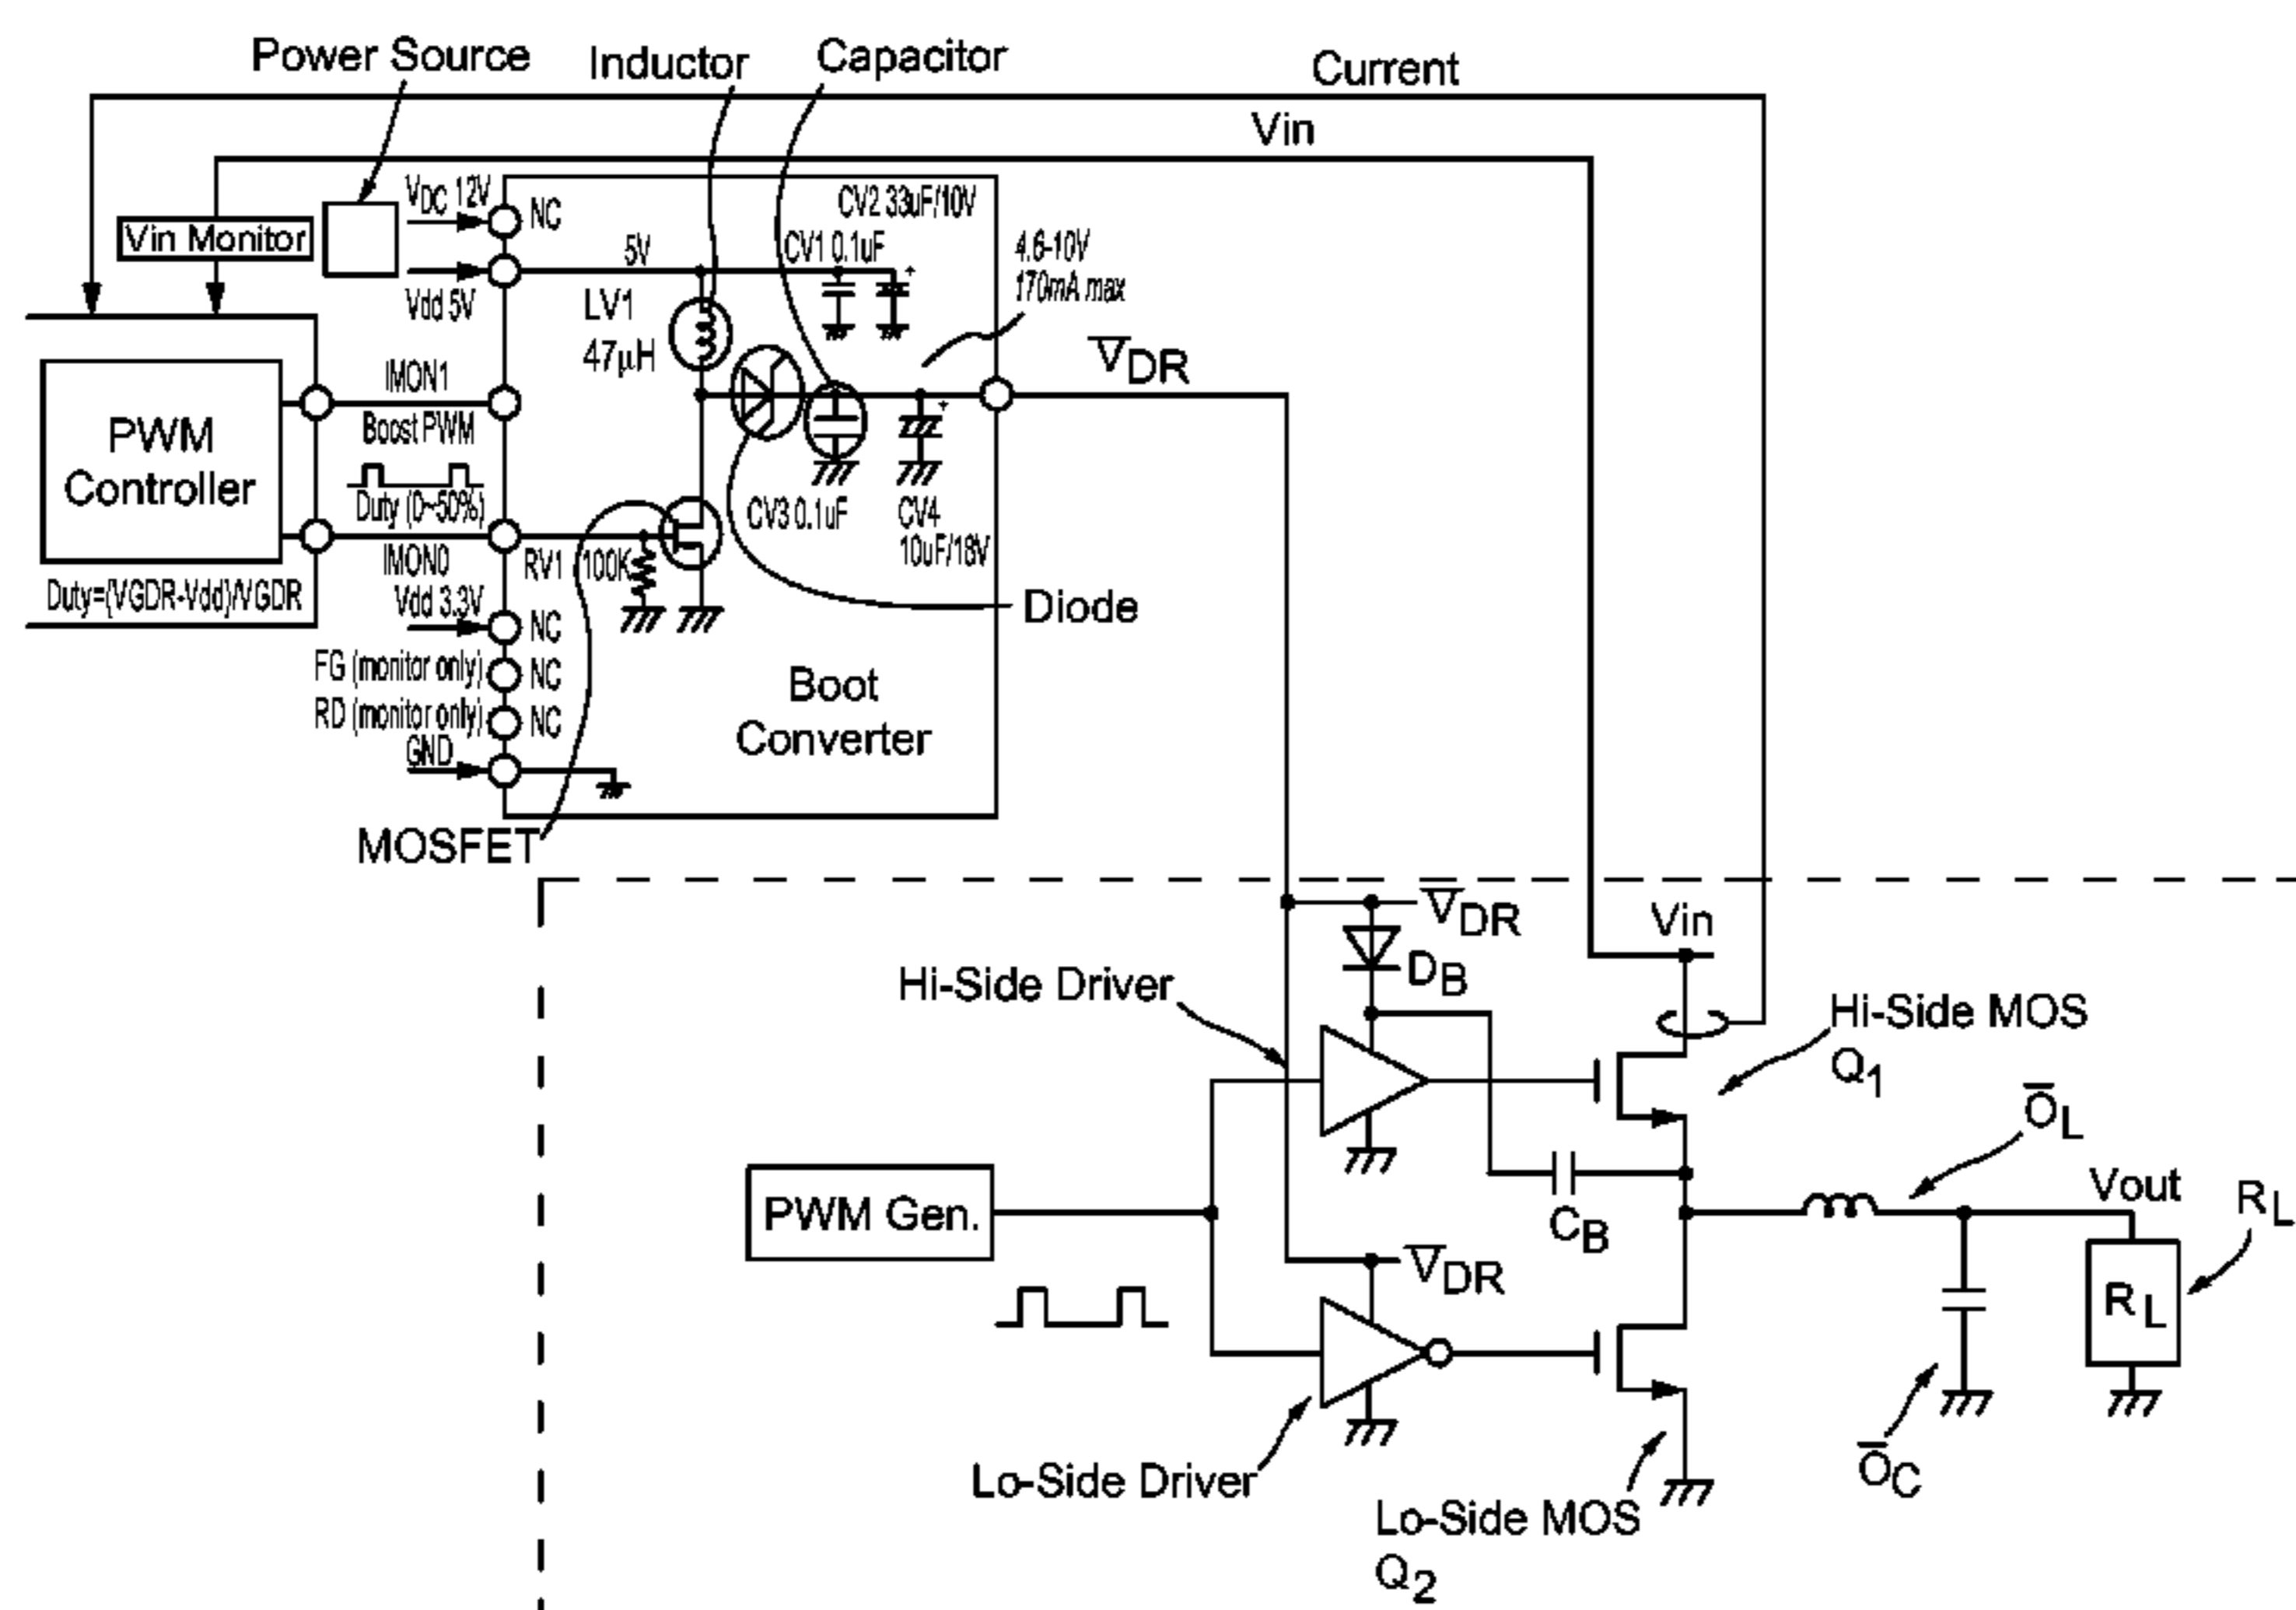 Power Source
Inductor
Capacitor
Current
Vin
Vin Monitor
VDC 12V
NC
CV2 33uF/10V
CV1 0.1uF
5V
Vdd 5V
LV1
47µH
4.6-10V
170mA max
VDR
PWM
Controller
IMON1
Boost PWM
Duty (0~50%)
IMON0
Duty=(VGDR-Vdd)/VGDR
RV1 100K
CV3 0.1uF
CV4
10uF/18V
Diode
Vdd 3.3V
NC
FG (monitor only)
NC
RD (monitor only)
NC
GND
Boot
Converter
MOSFET
VDR
DB
Vin
Hi-Side Driver
Hi-Side MOS
Q1
OL
PWM Gen.
CB
Vout
RL
RL
VDR
Lo-Side Driver
OC
Lo-Side MOS
Q2